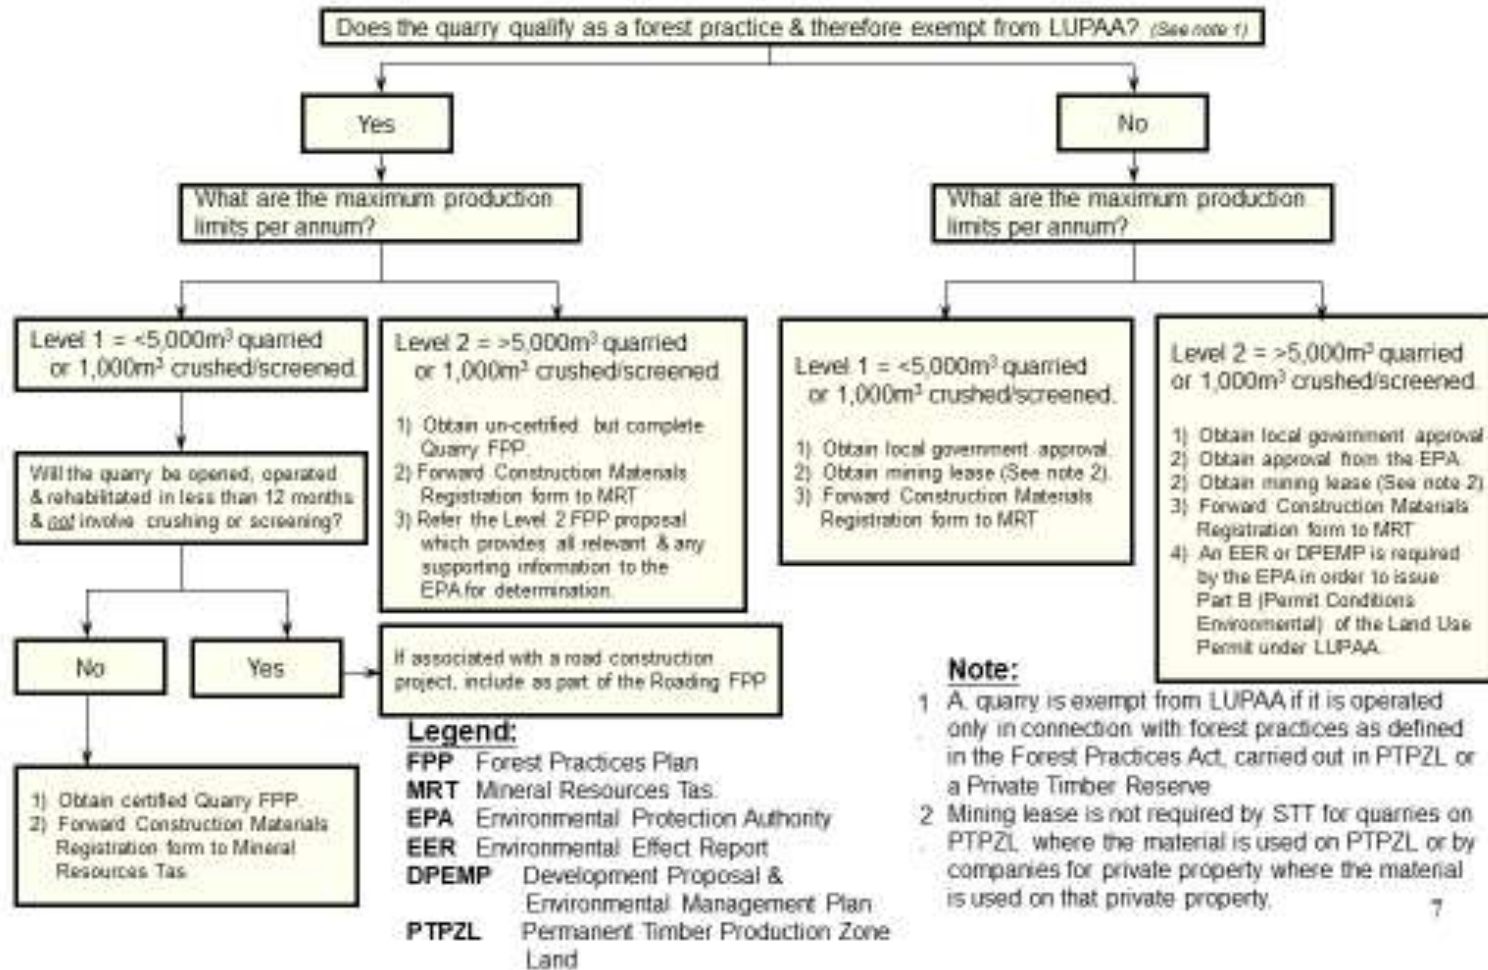 Does the quarry qualify as a forest practice & therefore exempt from LUPAA? (See note 1)
Yes
No
What are the maximum production
limits per annum?
What are the maximum production
limits per annum?
Level 1 = <5,000m³ quarried
or 1,000m³ crushed/screened.
Will the quarry be opened, operated
& rehabilitated in less than 12 months
& not involve crushing or screening?
No
Yes
1) Obtain certified Quarry FPP.
2) Forward Construction Materials
Registration form to Mineral
Resources Tas
If associated with a road construction
project, include as part of the Roading FPP
Level 2 = >5,000m³ quarried
or 1,000m³ crushed/screened
1) Obtain un-certified but complete
Quarry FPP.
2) Forward Construction Materials
Registration form to MRT
3) Refer the Level 2 FPP proposal
which provides all relevant & any
supporting information to the
EPA for determination.
Level 1 = <5,000m³ quarried
or 1,000m³ crushed/screened.
1) Obtain local government approval.
2) Obtain mining lease (See note 2).
3) Forward Construction Materials
Registration form to MRT
Level 2 = >5,000m³ quarried
or 1,000m³ crushed/screened.
1) Obtain local government approval
2) Obtain approval from the EPA.
2) Obtain mining lease (See note 2)
3) Forward Construction Materials
Registration form to MRT
4) An EER or DPEMP is required
by the EPA in order to issue
Part B (Permit Conditions
Environmental) of the Land Use
Permit under LUPAA.
Legend:
FPP Forest Practices Plan
MRT Mineral Resources Tas.
EPA Environmental Protection Authority
EER Environmental Effect Report
DPEMP Development Proposal &
Environmental Management Plan
PTPZL Permanent Timber Production Zone
Land
Note:
1. A. quarry is exempt from LUPAA if it is operated
only in connection with forest practices as defined
in the Forest Practices Act, carried out in PTPZL or
a Private Timber Reserve
2. Mining lease is not required by STT for quarries on
PTPZL where the material is used on PTPZL or by
companies for private property where the material
is used on that private property.
7